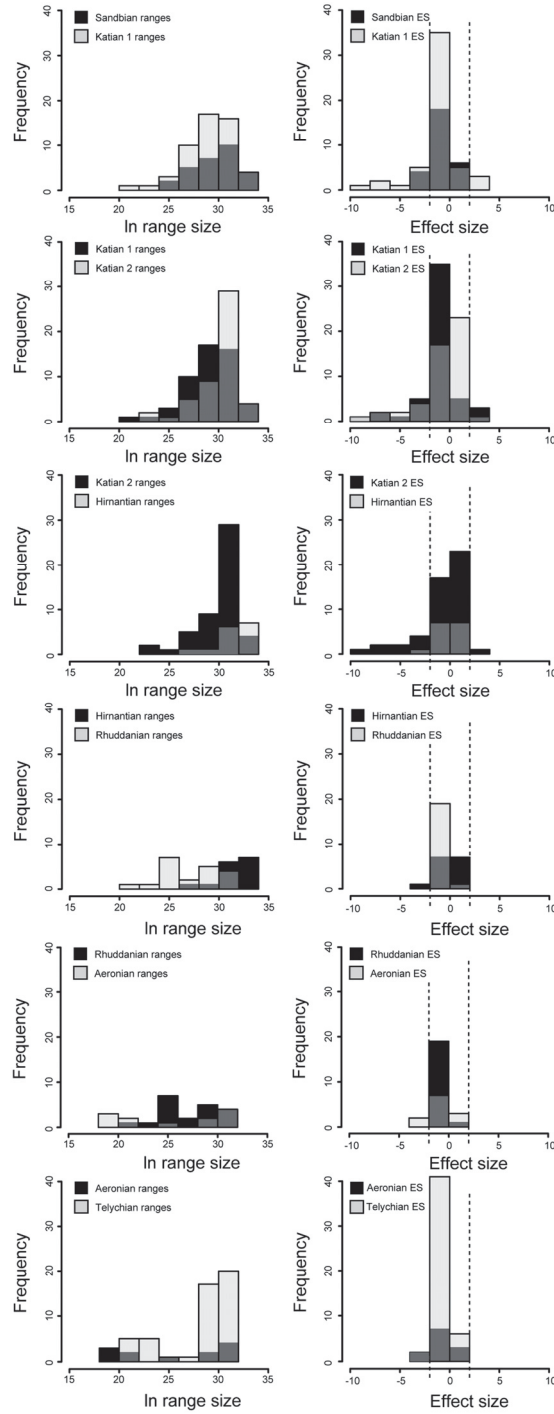 Sandbian ranges
Katian 1 ranges
Frequency
0 10 20 30 40
15 20 25 30 35
ln range size
Sandbian ES
Katian 1 ES
Frequency
0 10 20 30 40
-10 -5 0 5 10
Effect size
Katian 1 ranges
Katian 2 ranges
Frequency
0 10 20 30 40
15 20 25 30 35
ln range size
Katian 1 ES
Katian 2 ES
Frequency
0 10 20 30 40
-10 -5 0 5 10
Effect size
Katian 2 ranges
Hirnantian ranges
Frequency
0 10 20 30 40
15 20 25 30 35
ln range size
Katian 2 ES
Hirnantian ES
Frequency
0 10 20 30 40
-10 -5 0 5 10
Effect size
Hirnantian ranges
Rhuddanian ranges
Frequency
0 10 20 30 40
15 20 25 30 35
ln range size
Hirnantian ES
Rhuddanian ES
Frequency
0 10 20 30 40
-10 -5 0 5 10
Effect size
Rhuddanian ranges
Aeronian ranges
Frequency
0 10 20 30 40
15 20 25 30 35
ln range size
Rhuddanian ES
Aeronian ES
Frequency
0 10 20 30 40
-10 -5 0 5 10
Effect size
Aeronian ranges
Telychian ranges
Frequency
0 10 20 30 40
15 20 25 30 35
ln range size
Aeronian ES
Telychian ES
Frequency
0 10 20 30 40
-10 -5 0 5 10
Effect size